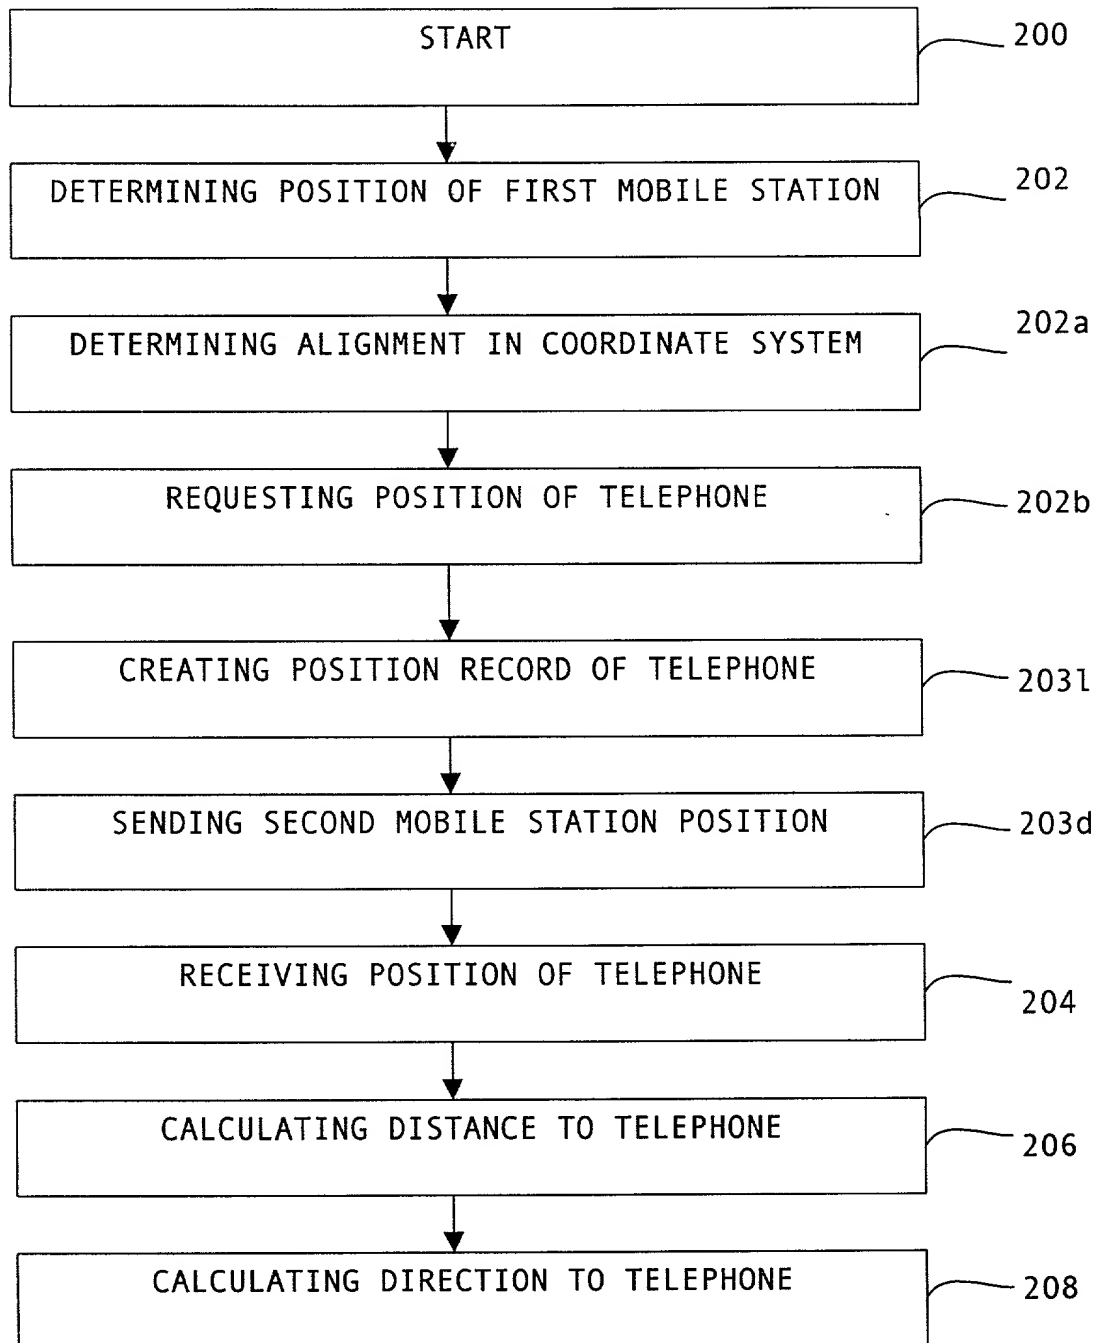 START
200
DETERMINING POSITION OF FIRST MOBILE STATION
202
DETERMINING ALIGNMENT IN COORDINATE SYSTEM
202a
REQUESTING POSITION OF TELEPHONE
202b
CREATING POSITION RECORD OF TELEPHONE
203l
SENDING SECOND MOBILE STATION POSITION
203d
RECEIVING POSITION OF TELEPHONE
204
CALCULATING DISTANCE TO TELEPHONE
206
CALCULATING DIRECTION TO TELEPHONE
208